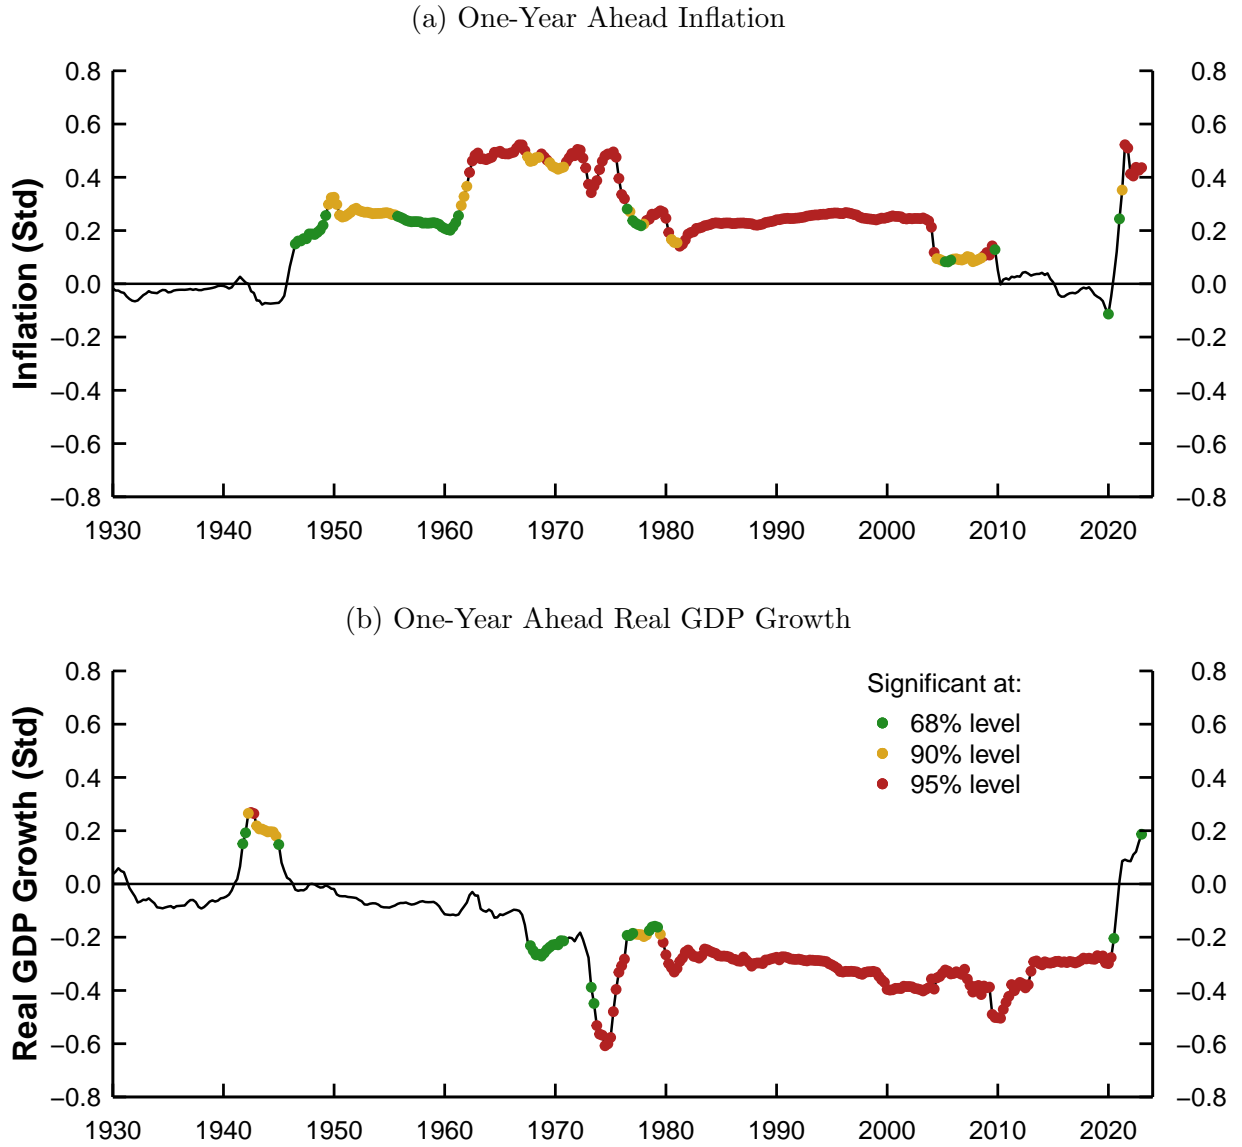 (a) One-Year Ahead Inflation
Inflation (Std)
0.8 0.8
0.6 0.6
0.4 0.4
0.2 0.2
0.0 0.0
−0.2 −0.2
−0.4 −0.4
−0.6 −0.6
−0.8 −0.8
1930 1940 1950 1960 1970 1980 1990 2000 2010 2020
(b) One-Year Ahead Real GDP Growth
Real GDP Growth (Std)
0.8 0.8
Significant at:
0.6 68% level 0.6
90% level
0.4 95% level 0.4
0.2 0.2
0.0 0.0
−0.2 −0.2
−0.4 −0.4
−0.6 −0.6
−0.8 −0.8
1930 1940 1950 1960 1970 1980 1990 2000 2010 2020